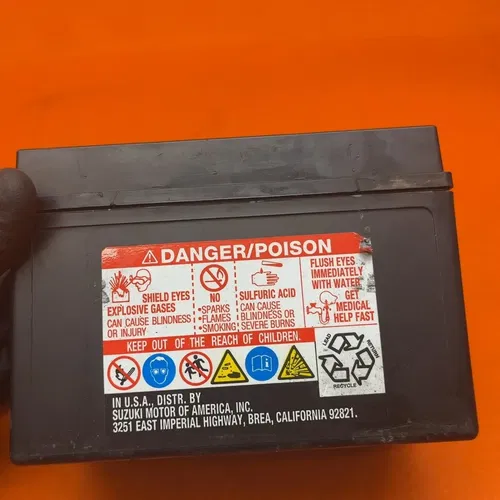 DANGER/POISON
SHIELD EYES
EXPLOSIVE GASES
CAN CAUSE BLINDNESS
OR INJURY
NO
•SPARKS
•FLAMES
•SMOKING
SULFURIC ACID
CAN CAUSE
BLINDNESS OR
SEVERE BURNS
FLUSH EYES
IMMEDIATELY
WITH WATER
GET
MEDICAL
HELP FAST
KEEP OUT OF THE REACH OF CHILDREN.
LEAD
RETURN
RECYCLE
IN U.S.A., DISTR. BY
SUZUKI MOTOR OF AMERICA, INC.
3251 EAST IMPERIAL HIGHWAY, BREA, CALIFORNIA 92821.